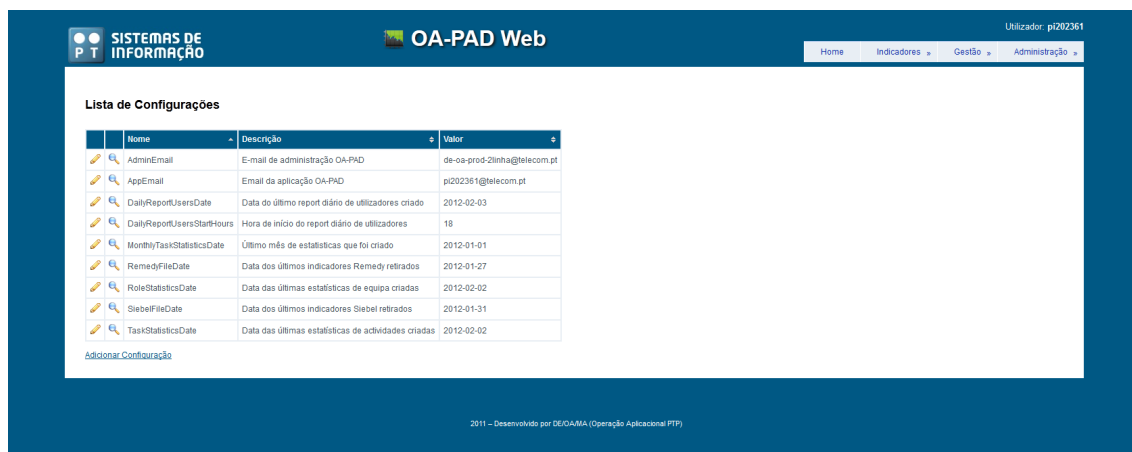 Utilizador: pi202361
SISTEMAS DE
PT INFORMAÇÃO
OA-PAD Web
Home Indicadores » Gestão » Administração »
Lista de Configurações
Nome Descrição Valor
AdminEmail E-mail de administração OA-PAD de-oa-prod-2linha@telecom.pt
AppEmail Email da aplicação OA-PAD pi202361@telecom.pt
DailyReportUsersDate Data do último report diário de utilizadores criado 2012-02-03
DailyReportUsersStartHours Hora de início do report diário de utilizadores 18
MonthlyTaskStatisticsDate Último mês de estatisticas que foi criado 2012-01-01
RemedyFileDate Data dos últimos indicadores Remedy retirados 2012-01-27
RoleStatisticsDate Data das últimas estatísticas de equipa criadas 2012-02-02
SiebelFileDate Data dos últimos indicadores Siebel retirados 2012-01-31
TaskStatisticsDate Data das últimas estatísticas de actividades criadas 2012-02-02
Adicionar Configuração
2011 – Desenvolvido por DE/OA/MA (Operação Aplicacional PTP)